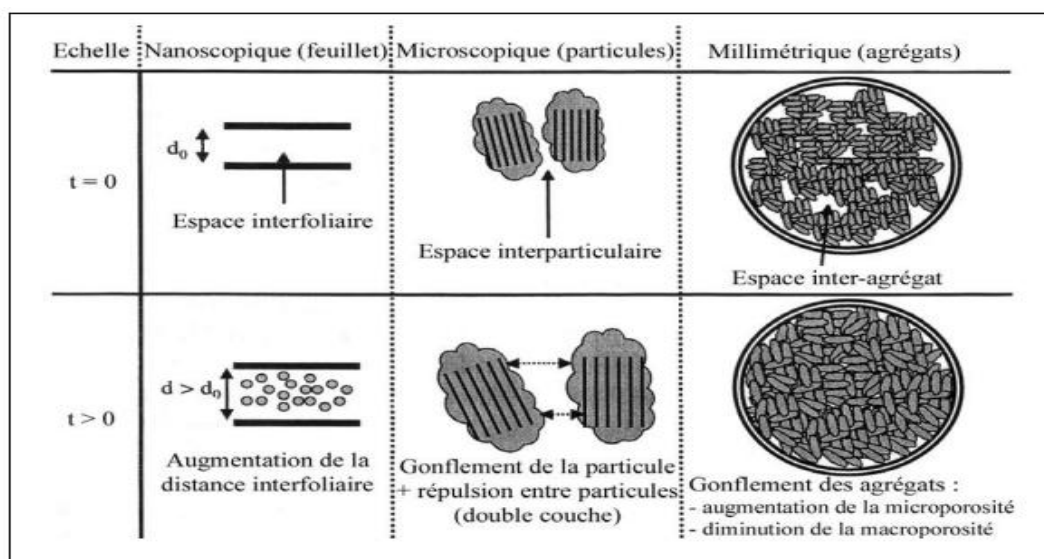 Echelle
Nanoscopique (feuillet)
Microscopique (particules)
Millimétrique (agrégats)
t = 0
d₀
Espace interfoliaire
Espace interparticulaire
Espace inter-agrégat
t > 0
d > d₀
Augmentation de la
distance interfoliaire
Gonflement de la particule
+ répulsion entre particules
(double couche)
Gonflement des agrégats :
- augmentation de la microporosité
- diminution de la macroporosité